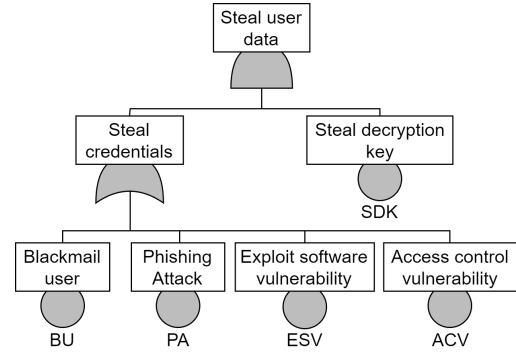 Steal user
data
Steal
credentials
Steal decryption
key
SDK
Blackmail
user
Phishing
Attack
Exploit software
vulnerability
Access control
vulnerability
BU
PA
ESV
ACV